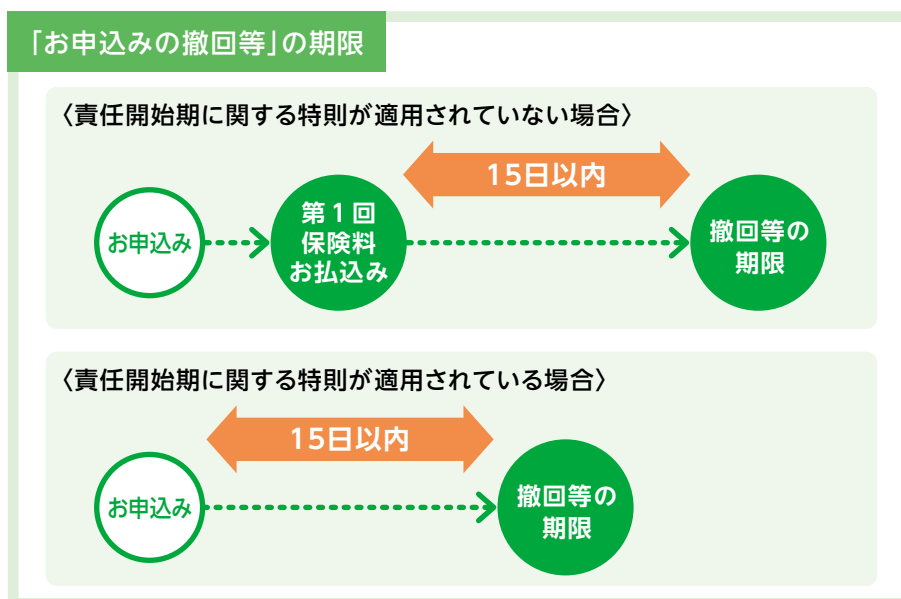 「お申込みの撤回等」の期限
〈責任開始期に関する特則が適用されていない場合〉
15日以内
お申込み
第1回
保険料
お払込み
撤回等の
期限
〈責任開始期に関する特則が適用されている場合〉
15日以内
お申込み
撤回等の
期限